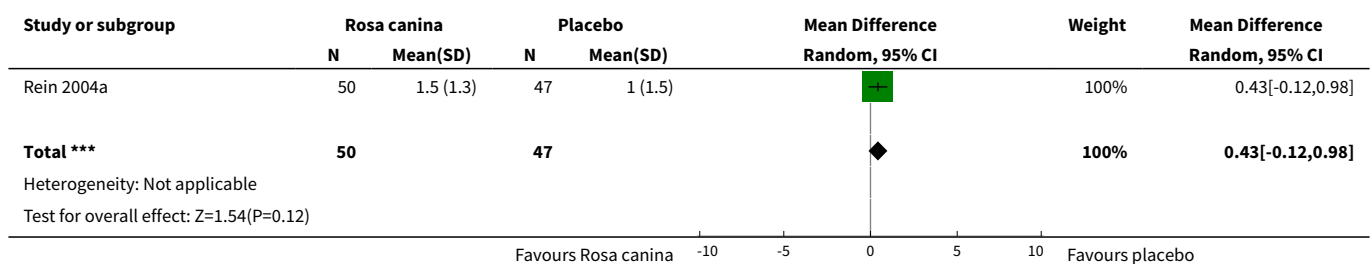 Study or subgroup Rosa canina Placebo Mean Difference Weight Mean Difference
N Mean(SD) N Mean(SD) Random, 95% CI Random, 95% CI
Rein 2004a 50 1.5 (1.3) 47 1 (1.5) 100% 0.43[-0.12,0.98]
Total *** 50 47 100% 0.43[-0.12,0.98]
Heterogeneity: Not applicable
Test for overall effect: Z=1.54(P=0.12)
Favours Rosa canina -10 -5 0 5 10 Favours placebo